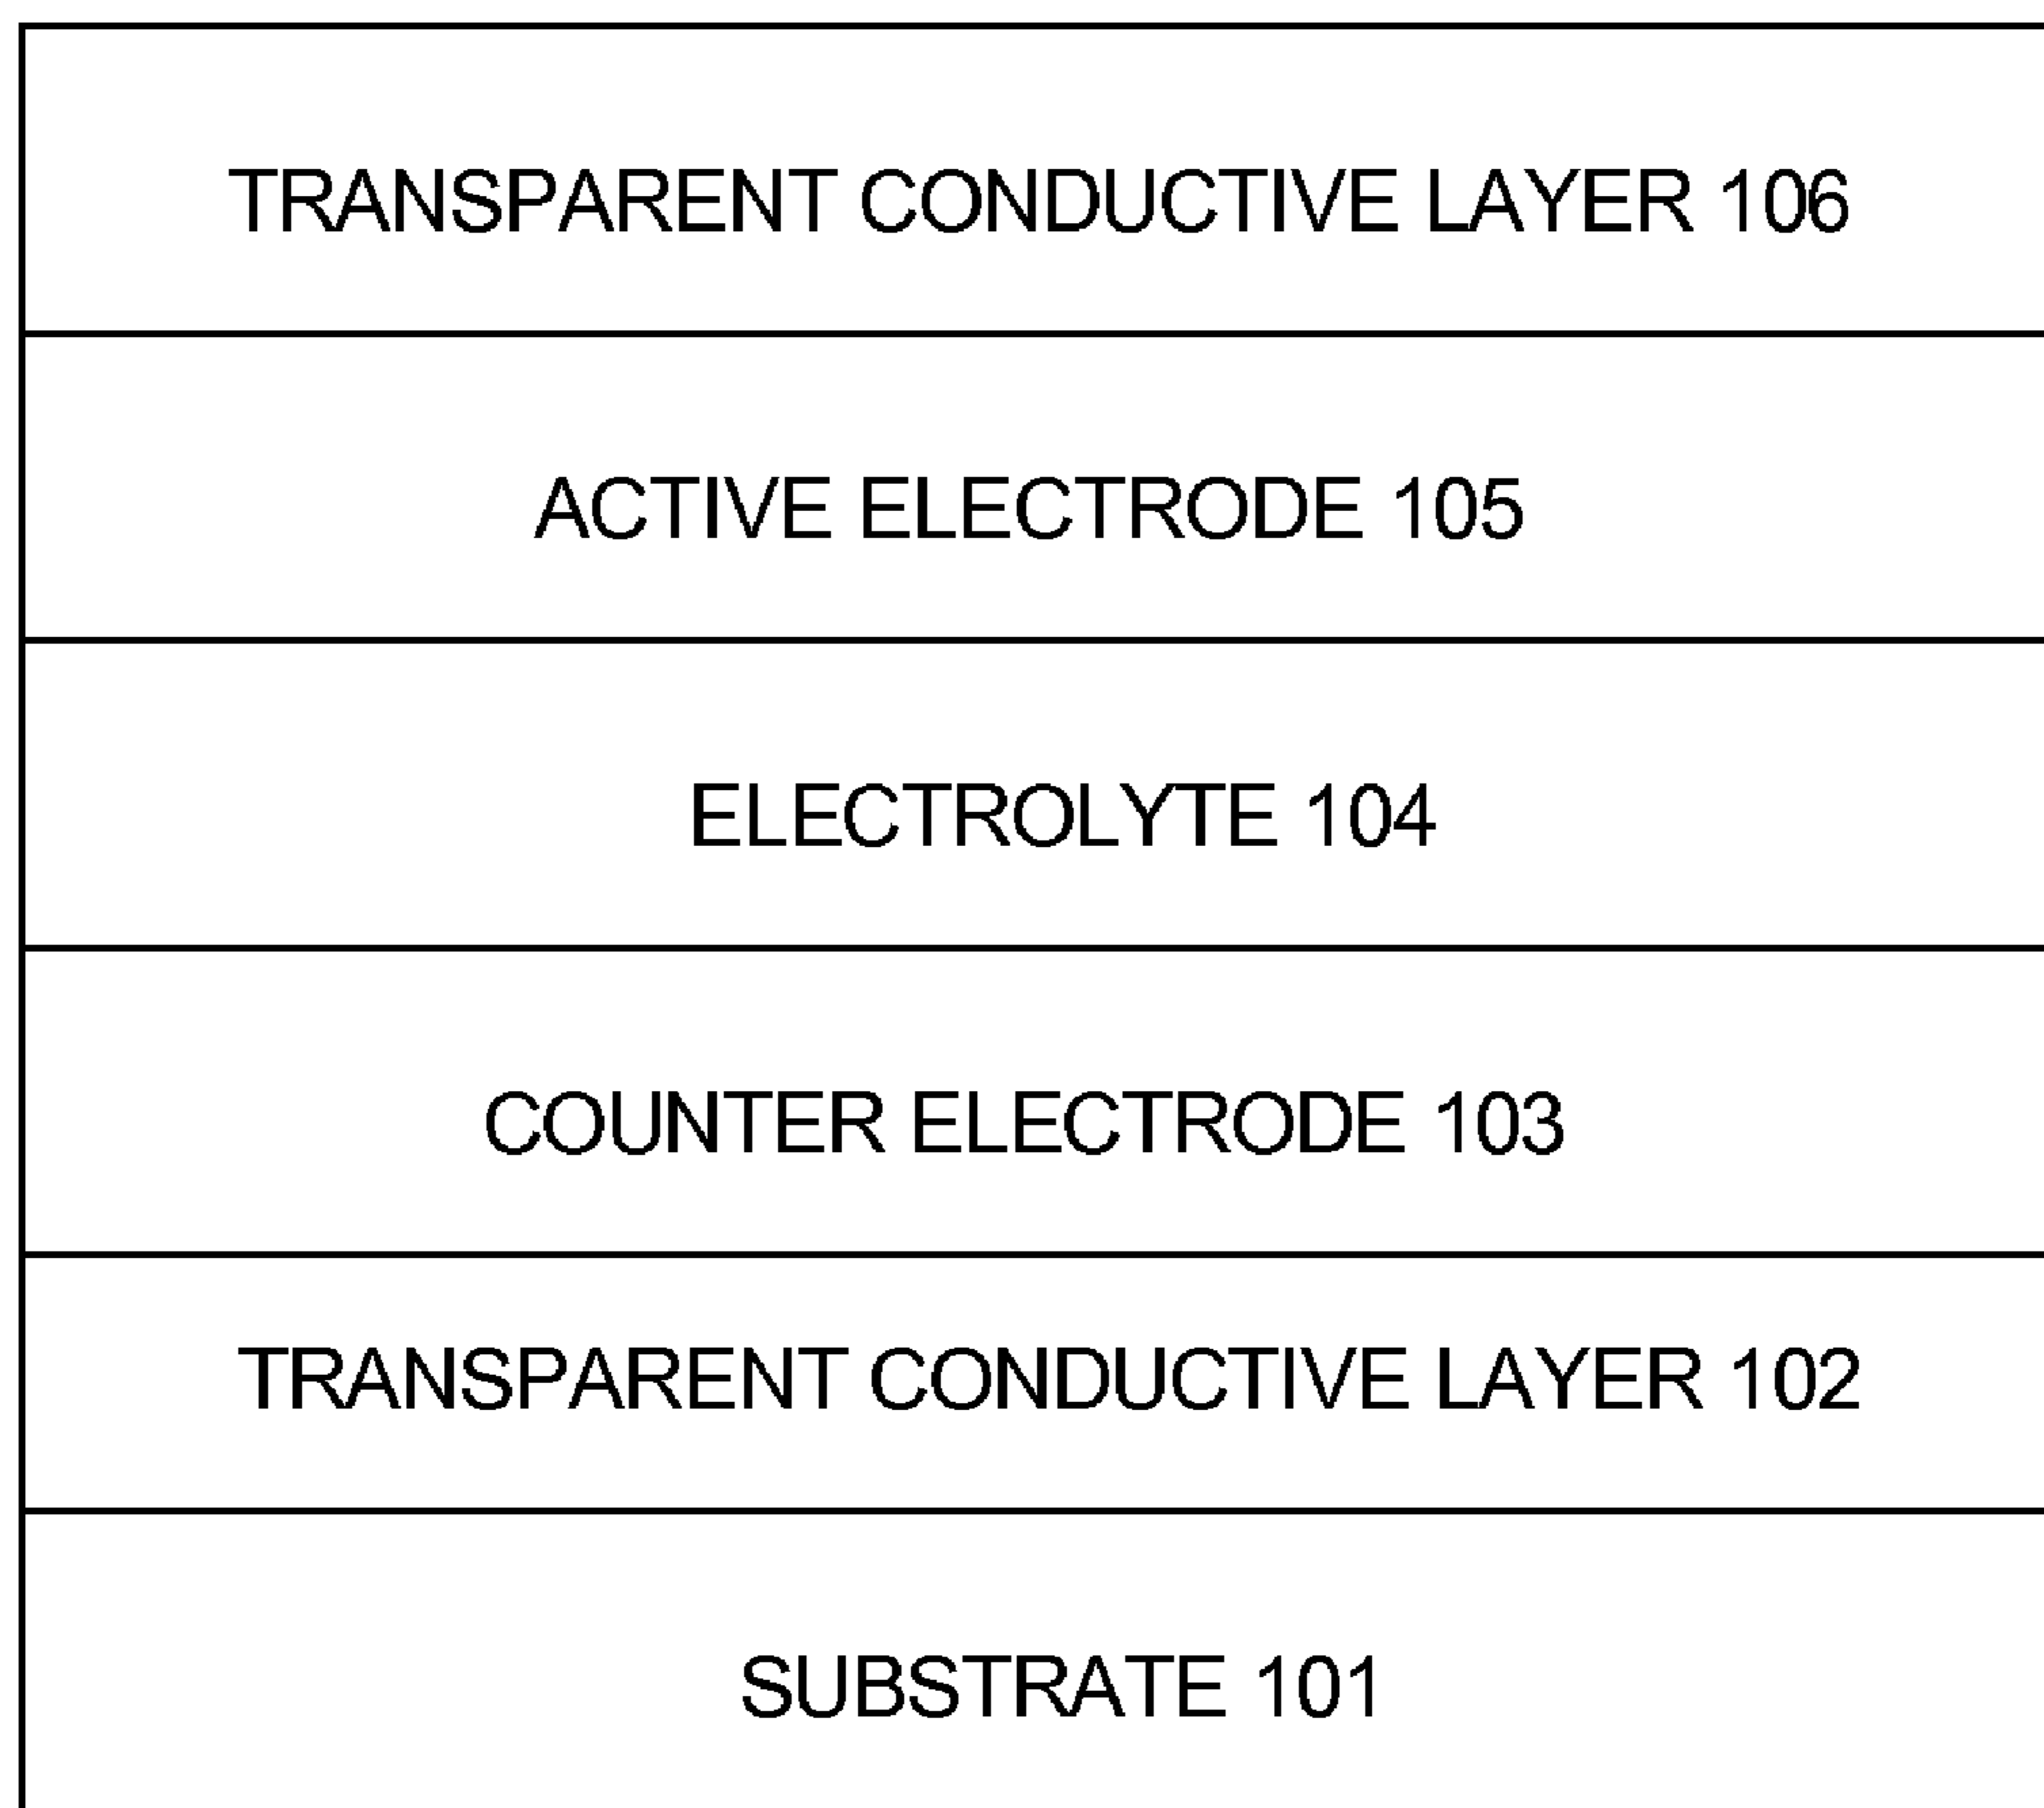 TRANSPARENT CONDUCTIVE LAYER 106
ACTIVE ELECTRODE 105
ELECTROLYTE 104
COUNTER ELECTRODE 103
TRANSPARENT CONDUCTIVE LAYER 102
SUBSTRATE 101